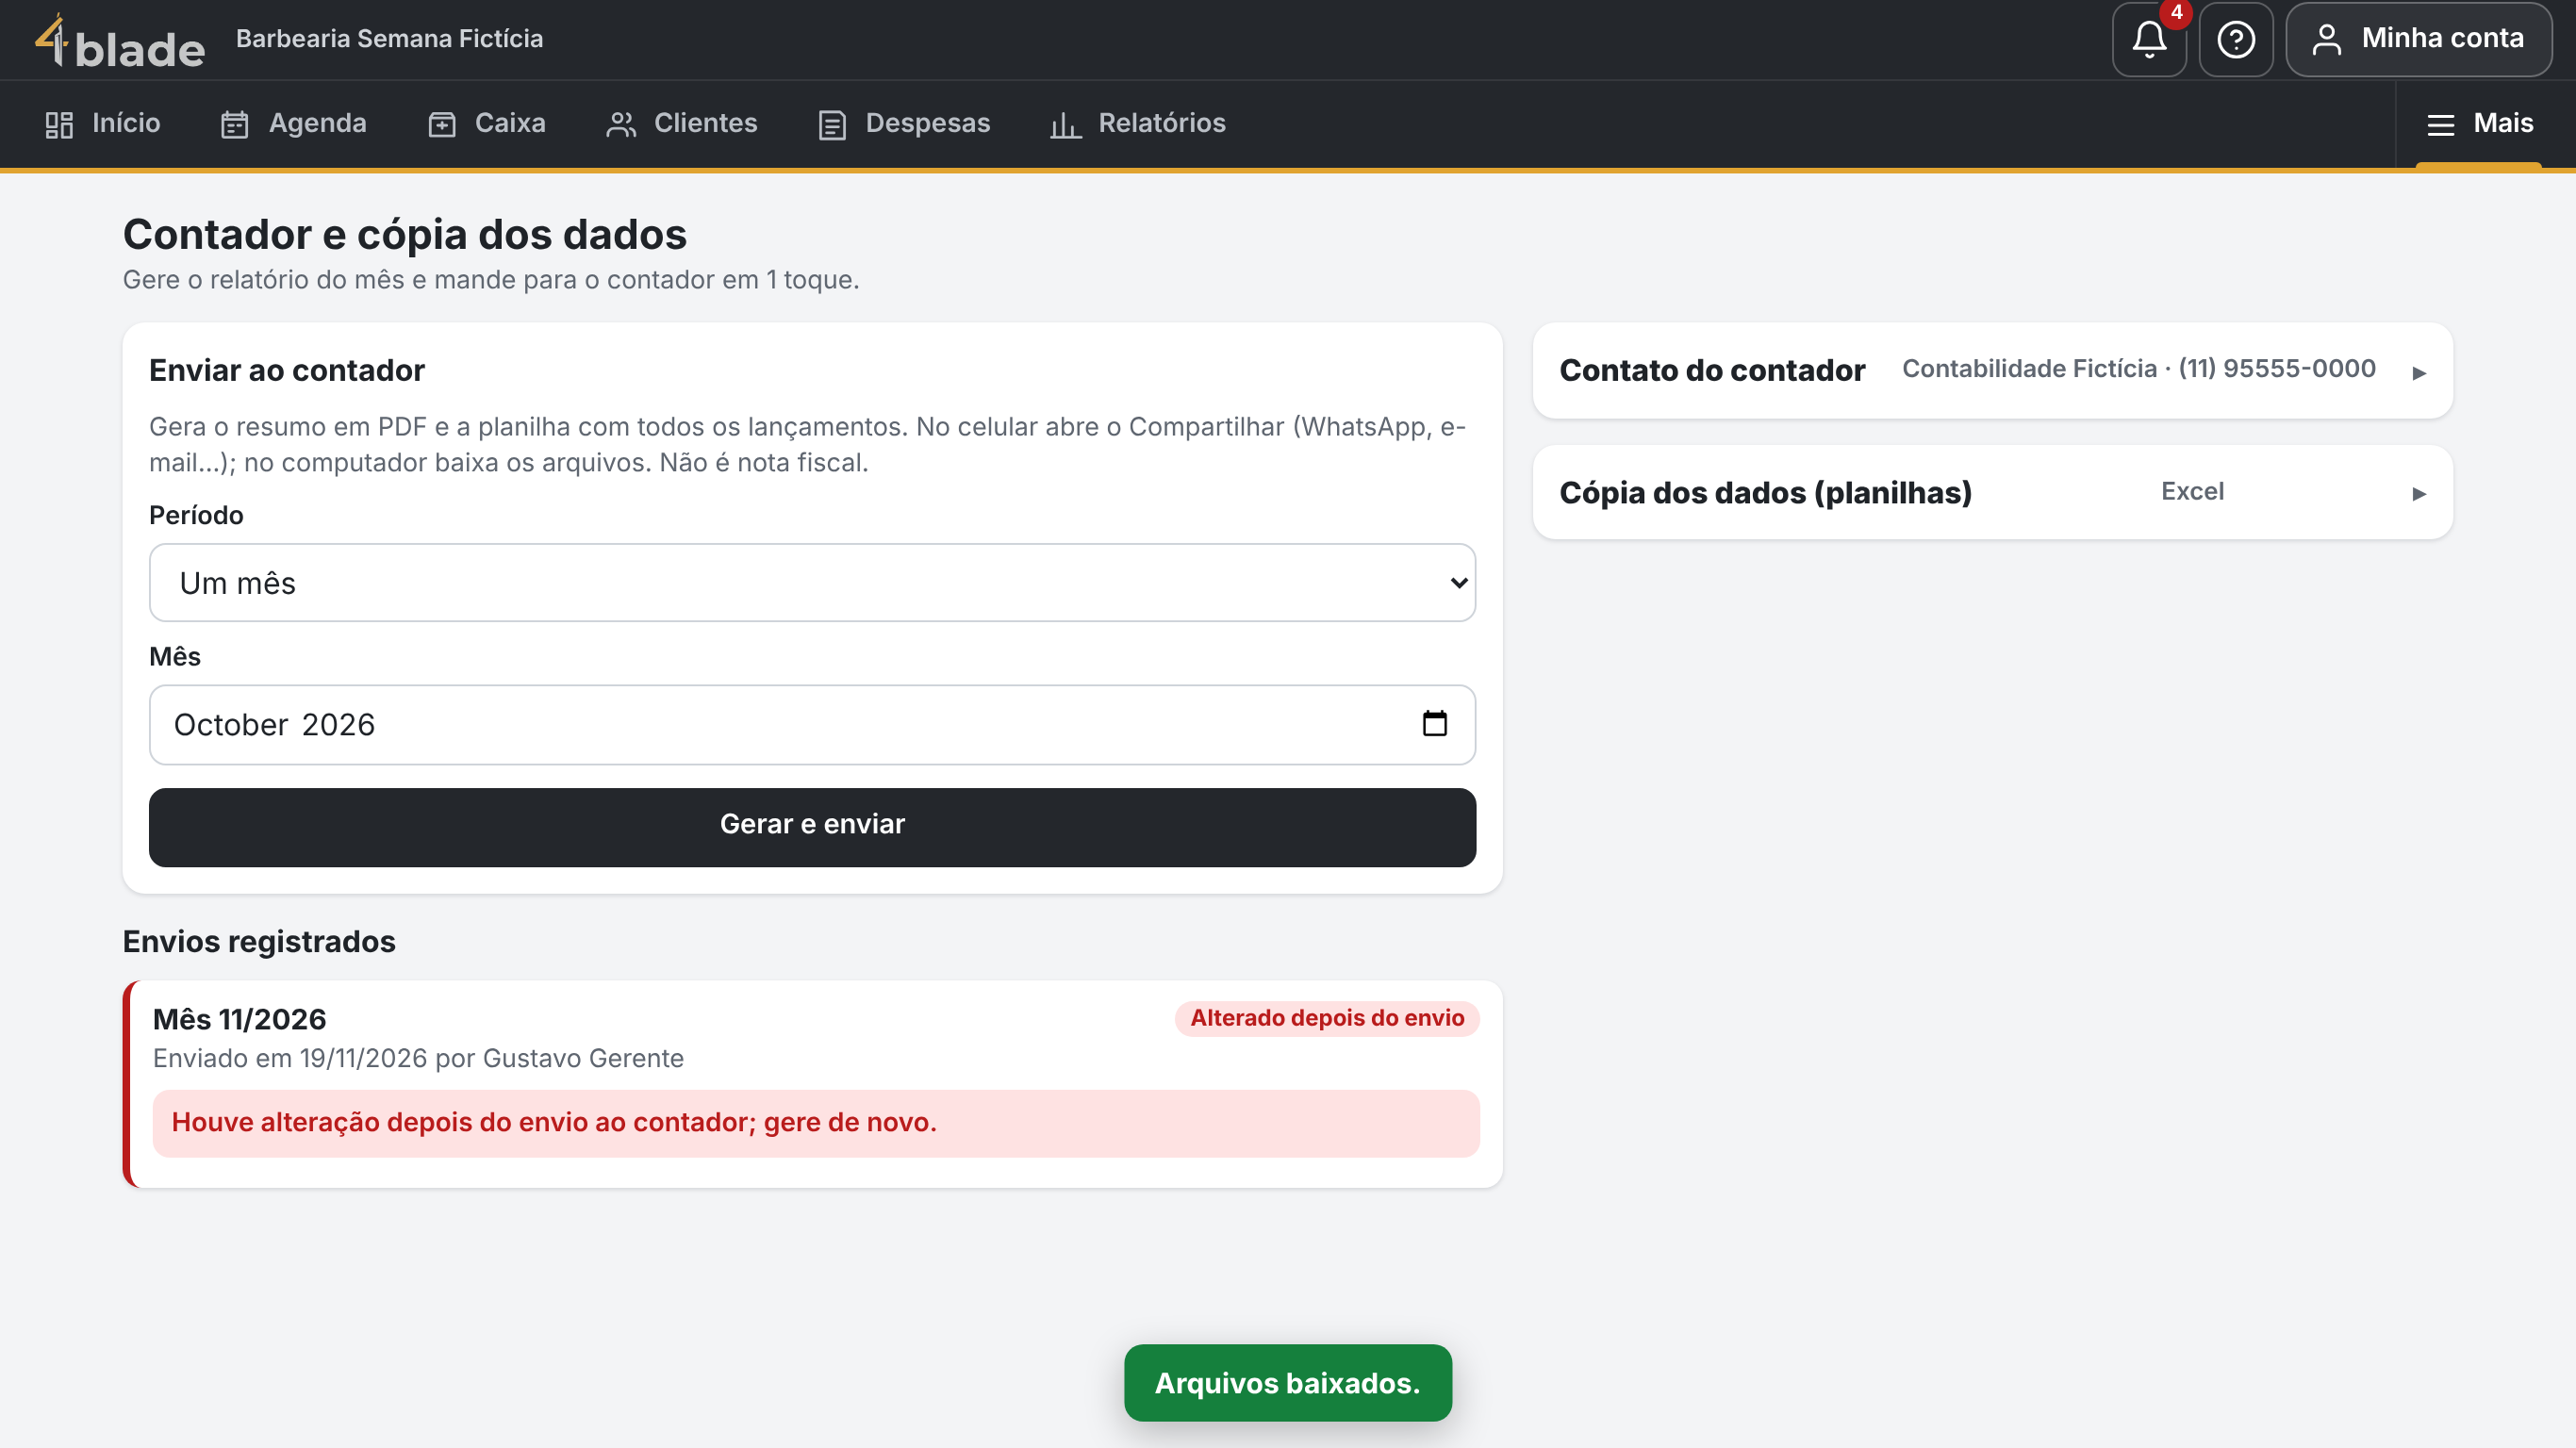 4blade
Barbearia Semana Fictícia
4
Minha conta
Início
Agenda
Caixa
Clientes
Despesas
Relatórios
Mais
Contador e cópia dos dados
Gere o relatório do mês e mande para o contador em 1 toque.
Enviar ao contador
Gera o resumo em PDF e a planilha com todos os lançamentos. No celular abre o Compartilhar (WhatsApp, e-
mail...); no computador baixa os arquivos. Não é nota fiscal.
Período
Um mês
Mês
October 2026
Gerar e enviar
Contato do contador
Contabilidade Fictícia · (11) 95555-0000
Cópia dos dados (planilhas)
Excel
Envios registrados
Mês 11/2026
Alterado depois do envio
Enviado em 19/11/2026 por Gustavo Gerente
Houve alteração depois do envio ao contador; gere de novo.
Arquivos baixados.